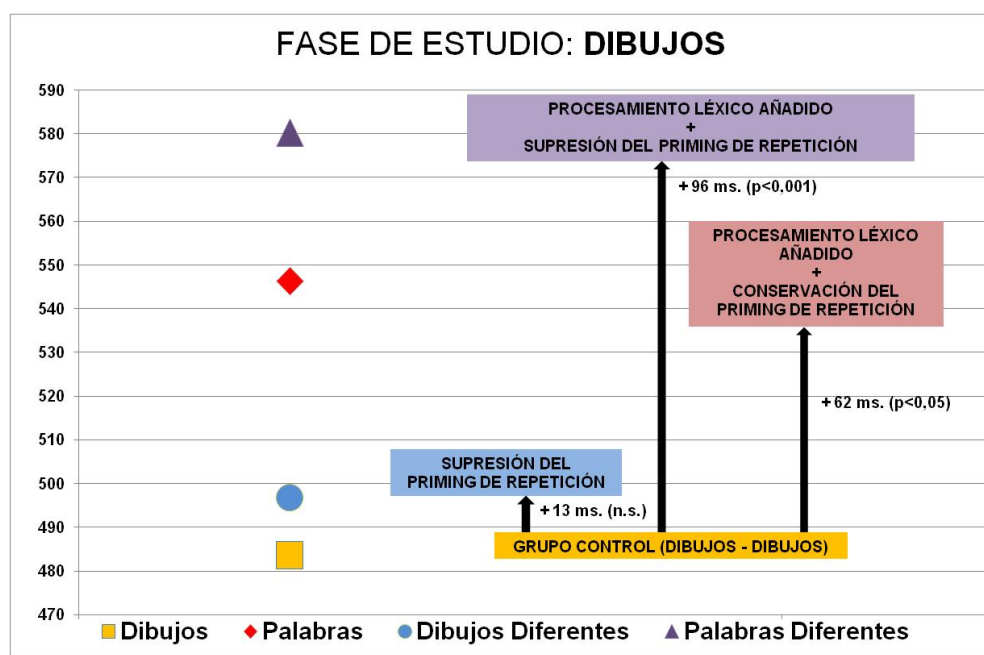 FASE DE ESTUDIO: DIBUJOS
590
580
570
560
550
540
530
520
510
500
490
480
470
PROCESAMIENTO LÉXICO AÑADIDO
+
SUPRESIÓN DEL PRIMING DE REPETICIÓN
+ 96 ms. (p<0,001)
PROCESAMIENTO LÉXICO
AÑADIDO
+
CONSERVACIÓN DEL
PRIMING DE REPETICIÓN
+ 62 ms. (p<0,05)
SUPRESIÓN DEL
PRIMING DE REPETICIÓN
+ 13 ms. (n.s.)
GRUPO CONTROL (DIBUJOS - DIBUJOS)
Dibujos Palabras Dibujos Diferentes Palabras Diferentes